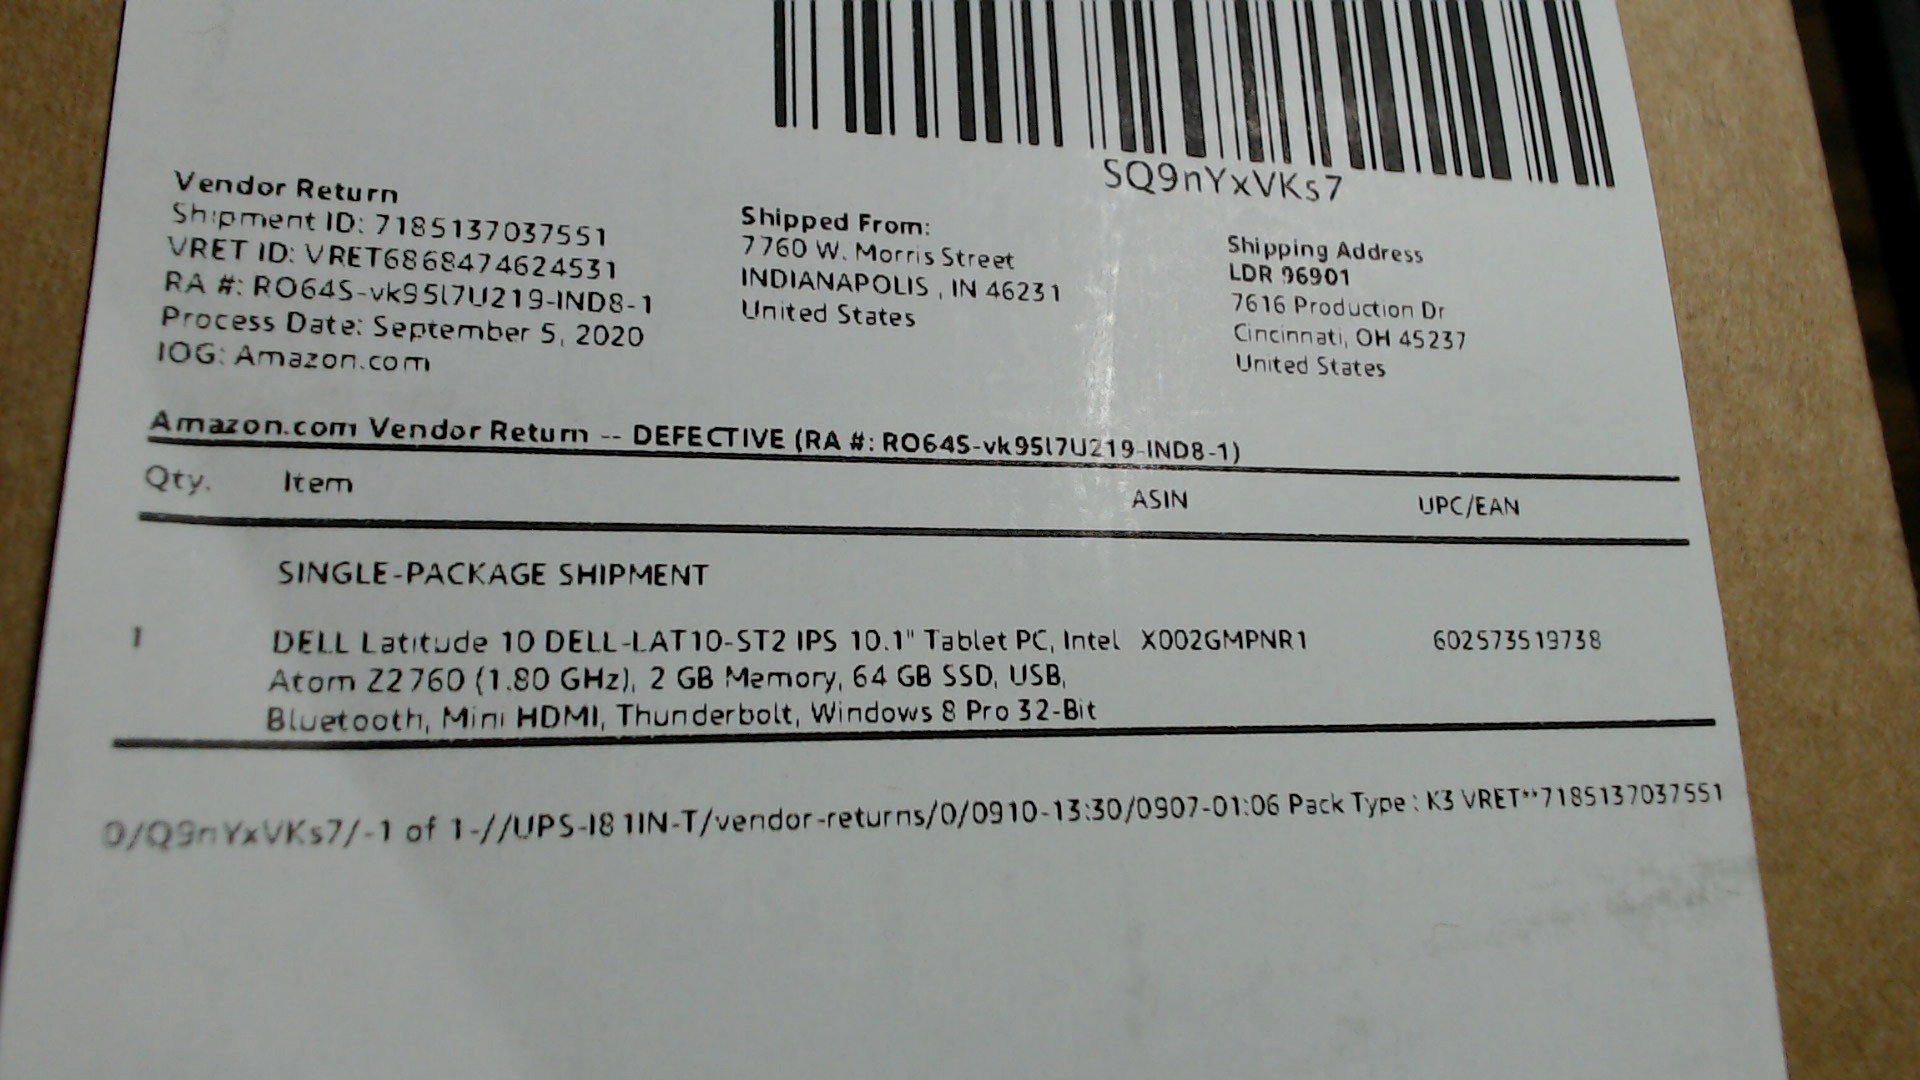 SQ9nYxVKs7
Vendor Return
Shipment ID: 7185137037551
VRET ID: VRET6868474624531
RA #: RO64S-vk95l7U219-IND8-1
Process Date: September 5, 2020
IOG: Amazon.com
Shipped From:
7760 W. Morris Street
INDIANAPOLIS , IN 46231
United States
Shipping Address
LDR 96901
7616 Production Dr
Cincinnati, OH 45237
United States
Amazon.com Vendor Return -- DEFECTIVE (RA #: RO64S-vk95l7U219-IND8-1)
Qty. Item ASIN UPC/EAN
SINGLE-PACKAGE SHIPMENT
1 DELL Latitude 10 DELL-LAT10-ST2 IPS 10.1" Tablet PC, Intel X002GMPNR1 602573519738
Atom Z2760 (1.80 GHz), 2 GB Memory, 64 GB SSD, USB,
Bluetooth, Mini HDMI, Thunderbolt, Windows 8 Pro 32-Bit
0/Q9nYxVKs7/-1 of 1-//UPS-I81IN-T/vendor-returns/0/0910-13:30/0907-01:06 Pack Type : K3 VRET**7185137037551